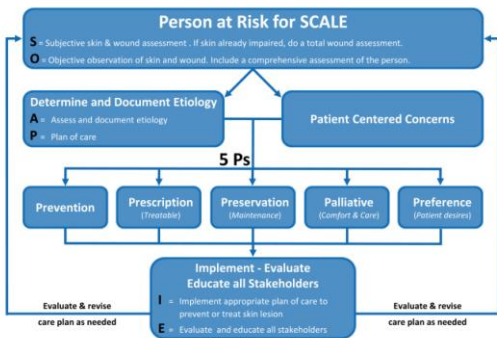 Person at Risk for SCALE
S = Subjective skin & wound assessment . If skin already impaired, do a total wound assessment.
O = Objective observation of skin and wound. Include a comprehensive assessment of the person.
Determine and Document Etiology
A = Assess and document etiology
P = Plan of care
Patient Centered Concerns
5 Ps
Prevention
Prescription
(Treatable)
Preservation
(Maintenance)
Palliative
(Comfort & Care)
Preference
(Patient desires)
Implement - Evaluate
Educate all Stakeholders
I = Implement appropriate plan of care to
prevent or treat skin lesion
E = Evaluate and educate all stakeholders
Evaluate & revise
care plan as needed
Evaluate & revise
care plan as needed